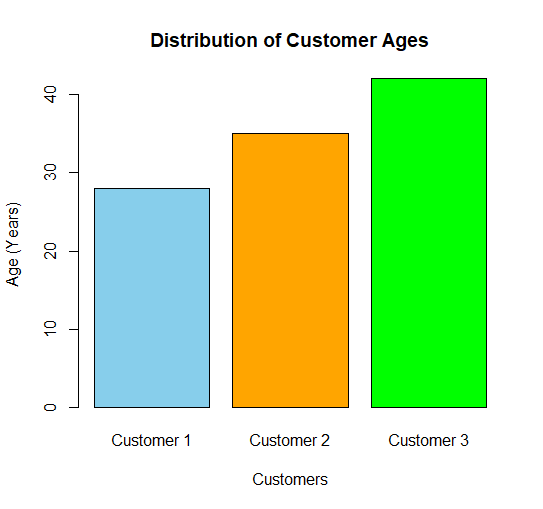 Distribution of Customer Ages
Age (Years)
40
30
20
10
0
Customer 1 Customer 2 Customer 3
Customers